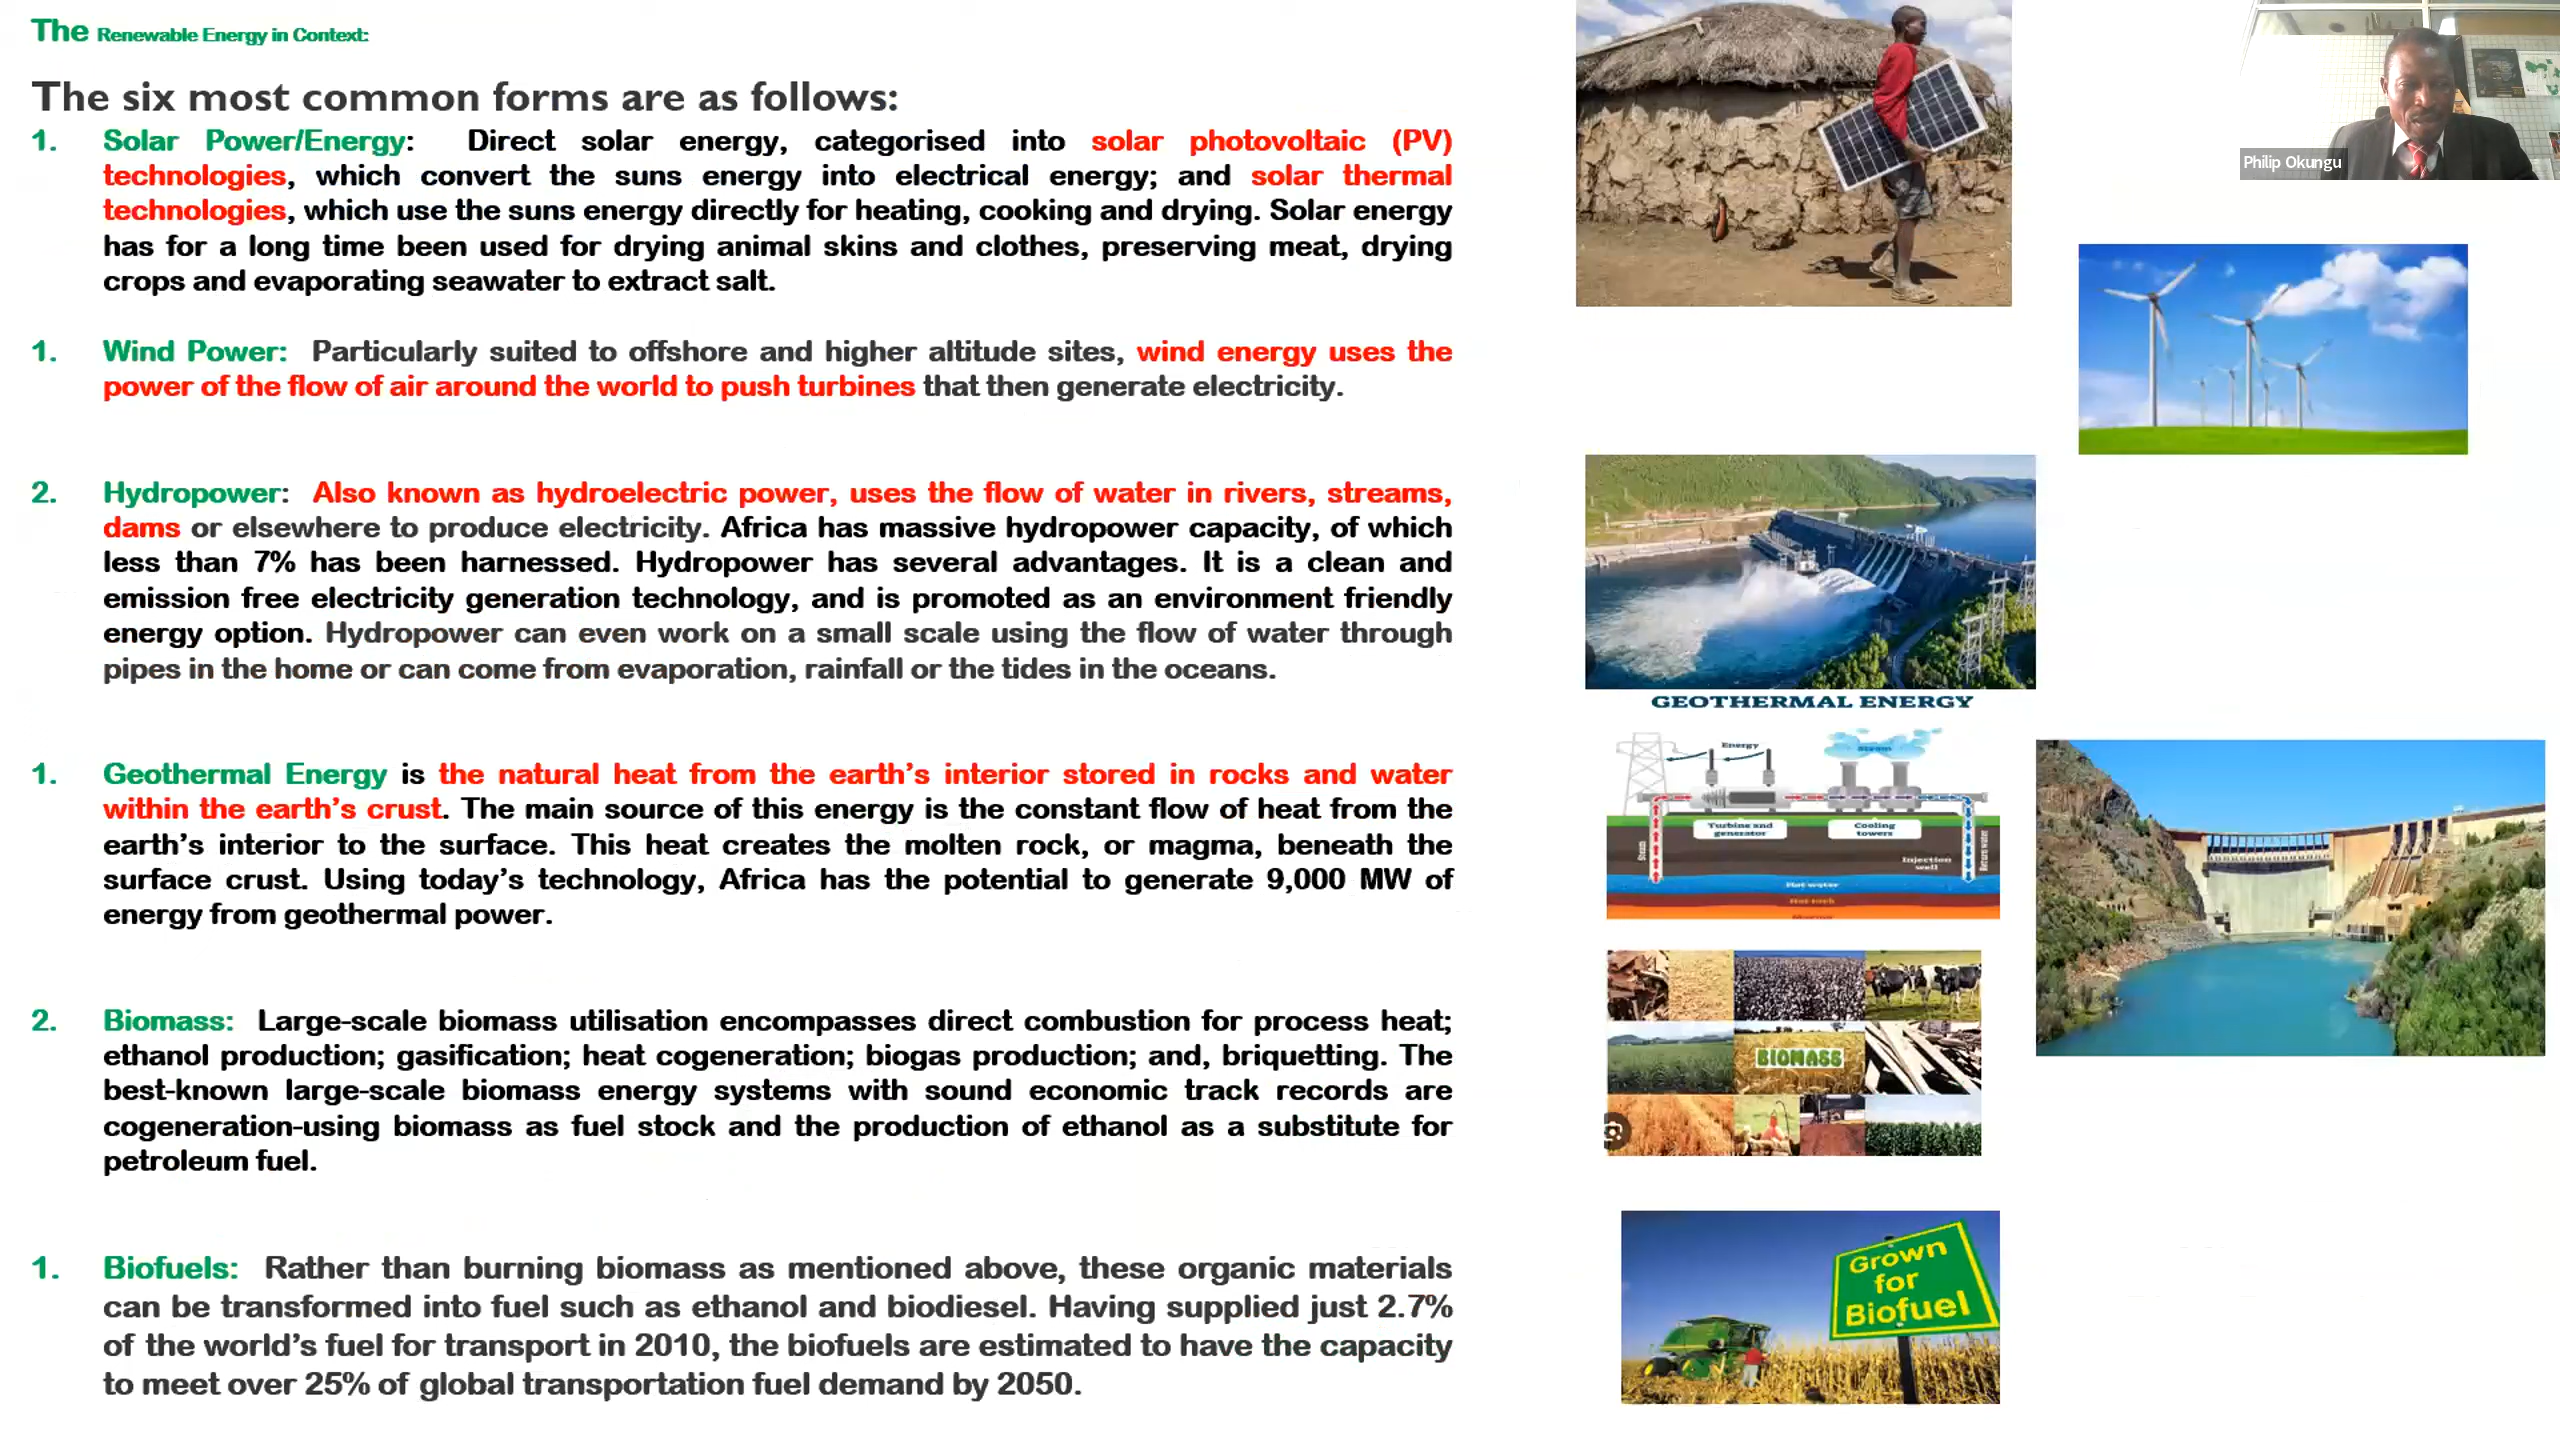 The Renewable Energy in Context:
The six most common forms are as follows:
1. Solar Power/Energy: Direct solar energy, categorised into solar photovoltaic (PV)
technologies, which convert the suns energy into electrical energy; and solar thermal
technologies, which use the suns energy directly for heating, cooking and drying. Solar energy
has for a long time been used for drying animal skins and clothes, preserving meat, drying
crops and evaporating seawater to extract salt.
1. Wind Power: Particularly suited to offshore and higher altitude sites, wind energy uses the
power of the flow of air around the world to push turbines that then generate electricity.
2. Hydropower: Also known as hydroelectric power, uses the flow of water in rivers, streams,
dams or elsewhere to produce electricity. Africa has massive hydropower capacity, of which
less than 7% has been harnessed. Hydropower has several advantages. It is a clean and
emission free electricity generation technology, and is promoted as an environment friendly
energy option. Hydropower can even work on a small scale using the flow of water through
pipes in the home or can come from evaporation, rainfall or the tides in the oceans.
1. Geothermal Energy is the natural heat from the earth's interior stored in rocks and water
within the earth's crust. The main source of this energy is the constant flow of heat from the
earth's interior to the surface. This heat creates the molten rock, or magma, beneath the
surface crust. Using today's technology, Africa has the potential to generate 9,000 MW of
energy from geothermal power.
2. Biomass: Large-scale biomass utilisation encompasses direct combustion for process heat;
ethanol production; gasification; heat cogeneration; biogas production; and, briquetting. The
best-known large-scale biomass energy systems with sound economic track records are
cogeneration-using biomass as fuel stock and the production of ethanol as a substitute for
petroleum fuel.
1. Biofuels: Rather than burning biomass as mentioned above, these organic materials
can be transformed into fuel such as ethanol and biodiesel. Having supplied just 2.7%
of the world's fuel for transport in 2010, the biofuels are estimated to have the capacity
to meet over 25% of global transportation fuel demand by 2050.
Philip Okungu
GEOTHERMAL ENERGY
Energy
Steam
Turbine and
generator
Cooling
towers
Steam
Injection
well
Return water
Hot water
Hot rock
BIOMASS
Grown
for
Biofuel